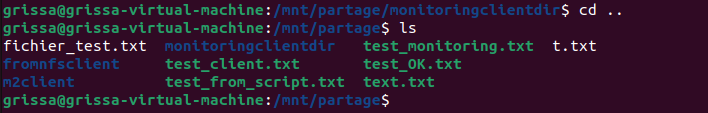 grissa@grissa-virtual-machine:/mnt/partage/monitoringclientdir$ cd ..
grissa@grissa-virtual-machine:/mnt/partage$ ls
fichier_test.txt  monitoringclientdir  test_monitoring.txt  t.txt
fromnfsclient  test_client.txt  test_OK.txt
m2client  test_from_script.txt  text.txt
grissa@grissa-virtual-machine:/mnt/partage$